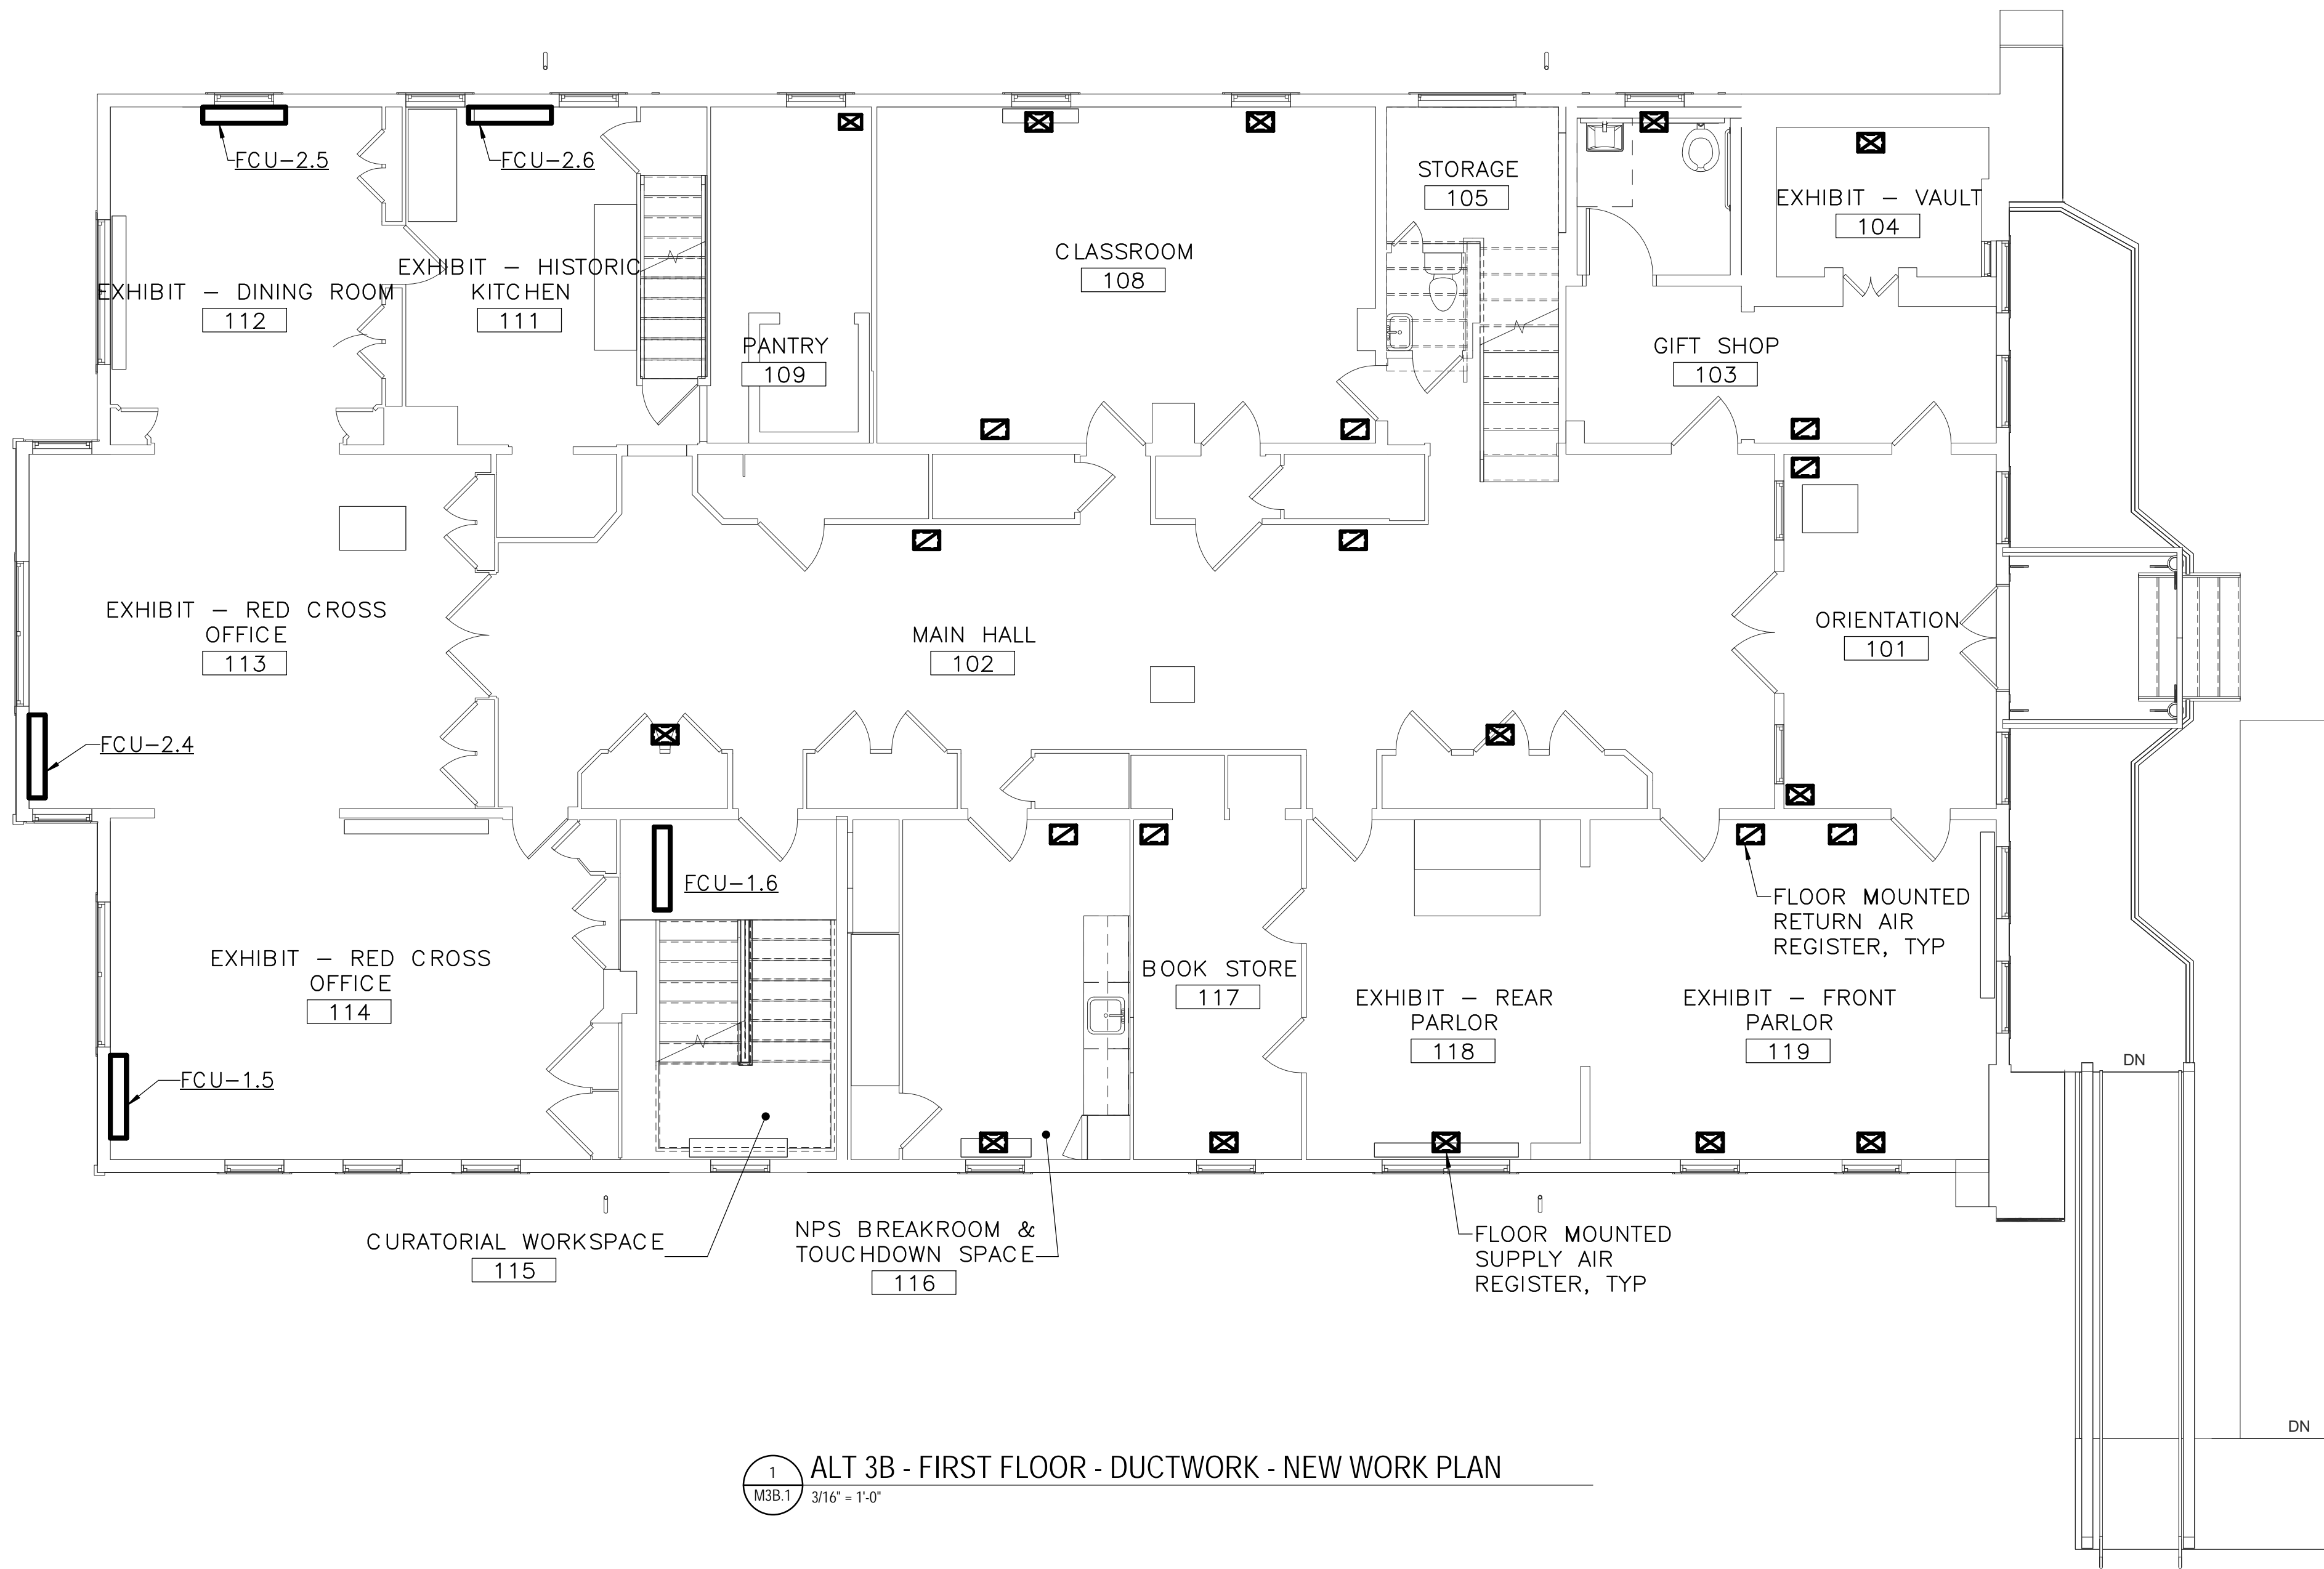 FCU-2.5
FCU-2.6
STORAGE
105
EXHIBIT - VAULT
104
CLASSROOM
108
EXHIBIT - HISTORIC
KITCHEN
111
EXHIBIT - DINING ROOM
112
PANTRY
109
GIFT SHOP
103
EXHIBIT - RED CROSS
OFFICE
113
MAIN HALL
102
ORIENTATION
101
FCU-2.4
FCU-1.6
FLOOR MOUNTED
RETURN AIR
REGISTER, TYP
EXHIBIT - RED CROSS
OFFICE
114
BOOK STORE
117
EXHIBIT - REAR
PARLOR
118
EXHIBIT - FRONT
PARLOR
119
FCU-1.5
DN
CURATORIAL WORKSPACE
115
NPS BREAKROOM &
TOUCHDOWN SPACE
116
FLOOR MOUNTED
SUPPLY AIR
REGISTER, TYP
DN
1
M3B.1
ALT 3B - FIRST FLOOR - DUCTWORK - NEW WORK PLAN
3/16" = 1'-0"